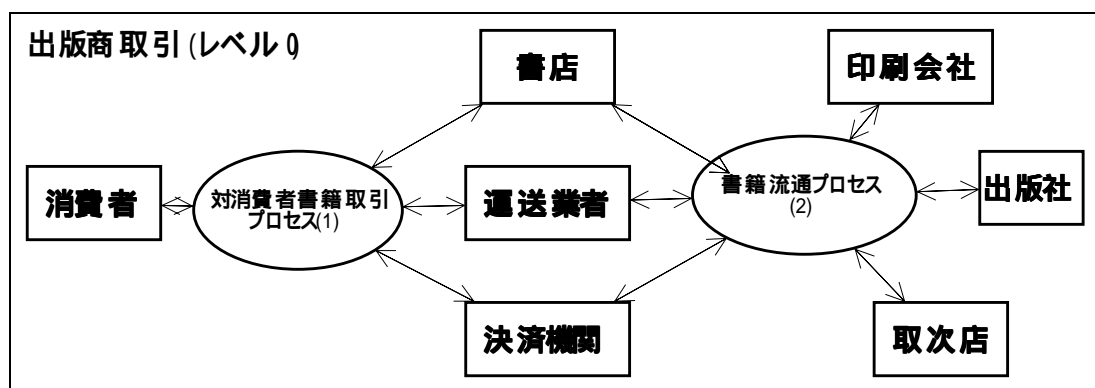 出版商取引(レベル0)
書店
印刷会社
消費者
対消費者書籍取引
プロセス(1)
運送業者
書籍流通プロセス
(2)
出版社
決済機関
取次店